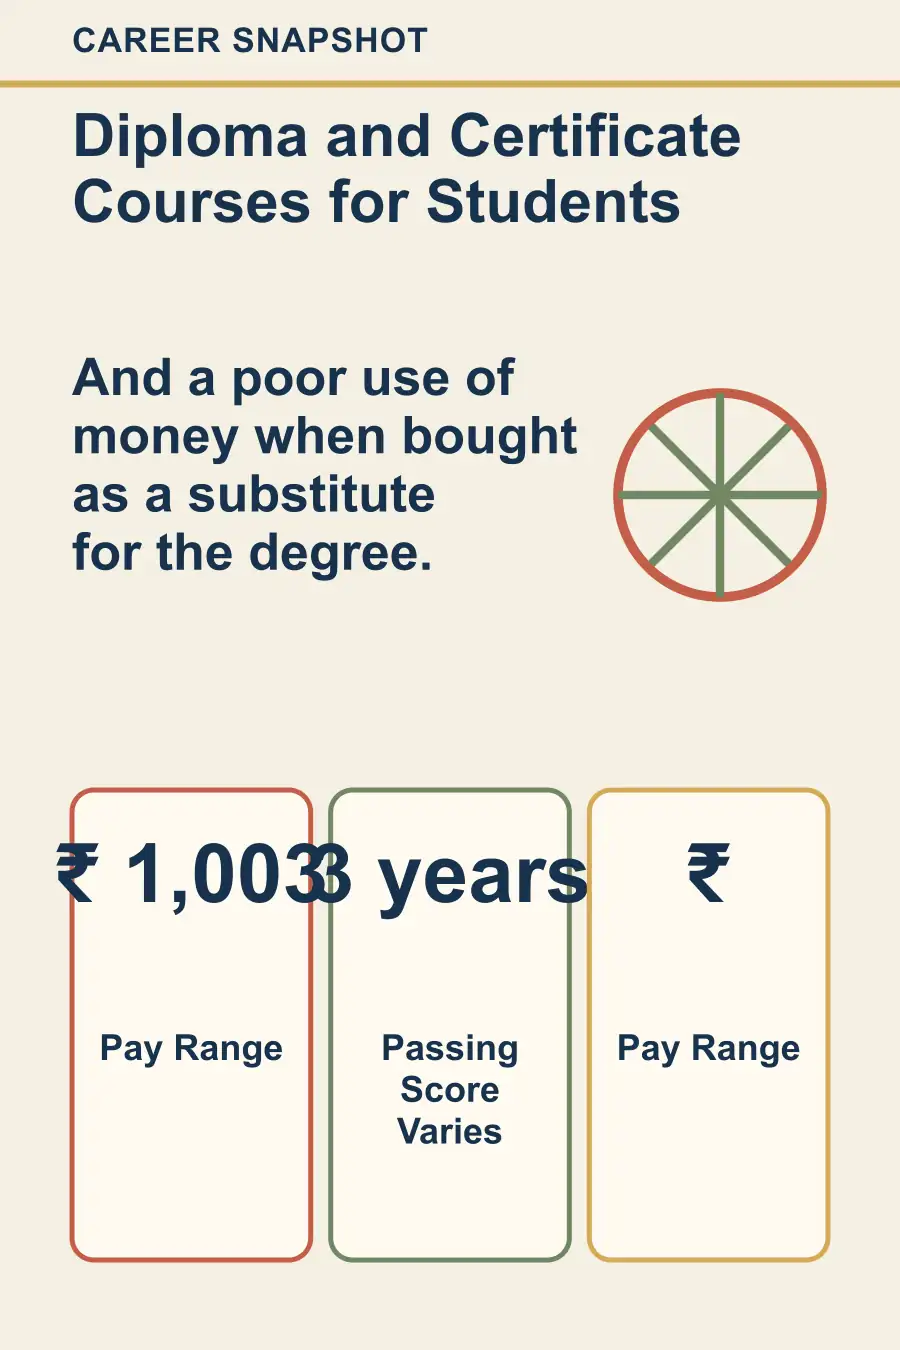 CAREER SNAPSHOT
Diploma and Certificate
Courses for Students
And a poor use of
money when bought
as a substitute
for the degree.
₹ 1,003
3 years
₹
Pay Range
Passing
Score
Varies
Pay Range